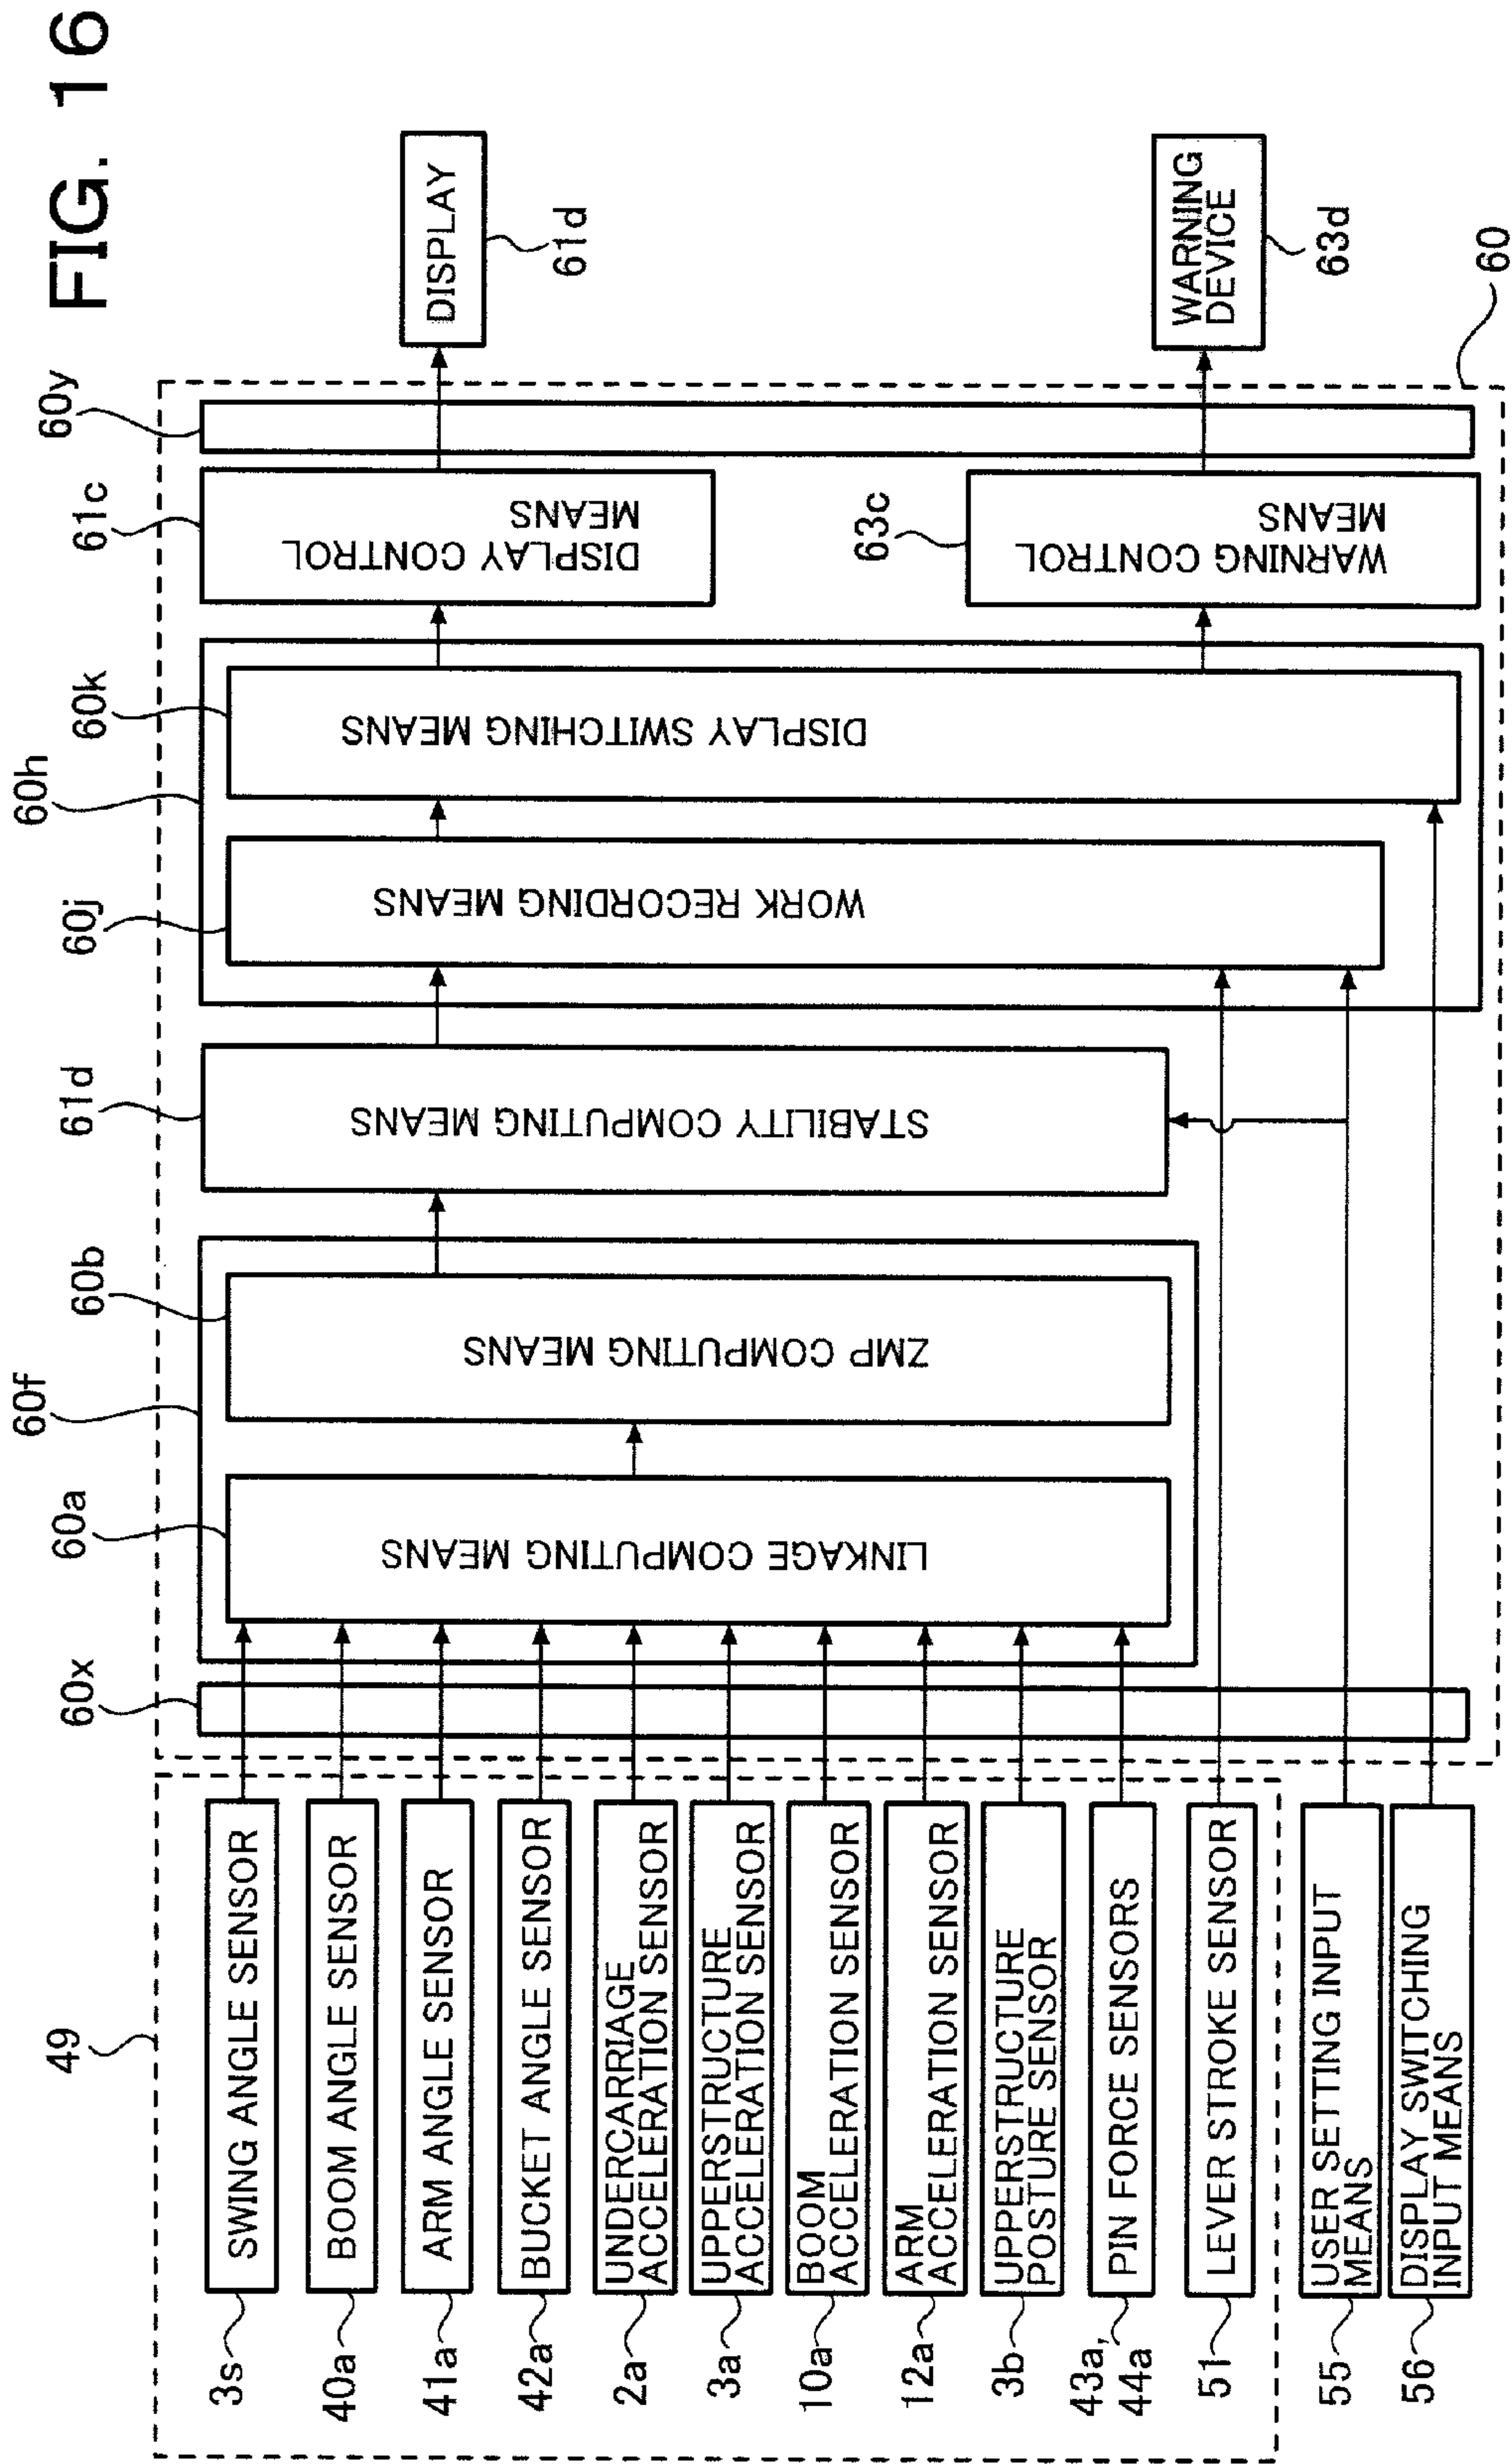 FIG. 16
49
3s
SWING ANGLE SENSOR
40a
BOOM ANGLE SENSOR
41a
ARM ANGLE SENSOR
42a
BUCKET ANGLE SENSOR
2a
UNDERCARRIAGE
ACCELERATION SENSOR
3a
UPPERSTRUCTURE
ACCELERATION SENSOR
10a
BOOM
ACCELERATION SENSOR
12a
ARM
ACCELERATION SENSOR
3b
UPPERSTRUCTURE
POSTURE SENSOR
43a,
44a
PIN FORCE SENSORS
51
LEVER STROKE SENSOR
55
USER SETTING INPUT
MEANS
56
DISPLAY SWITCHING
INPUT MEANS
60x
60f
60a
LINKAGE COMPUTING MEANS
60b
ZMP COMPUTING MEANS
61d
STABILITY COMPUTING MEANS
60h
60j
WORK RECORDING MEANS
60k
DISPLAY SWITCHING MEANS
61c
DISPLAY CONTROL
MEANS
63c
WARNING CONTROL
MEANS
60y
DISPLAY
61d
WARNING
DEVICE
63d
60